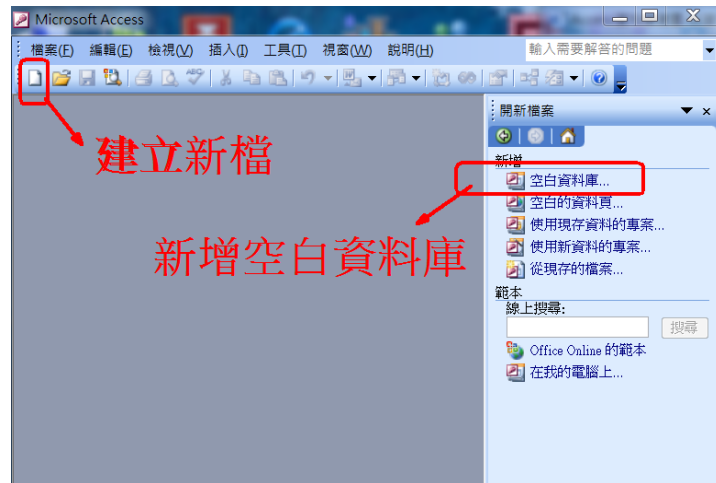 Microsoft Access
檔案(F) 編輯(E) 檢視(V) 插入(I) 工具(T) 視窗(W) 說明(H) 輸入需要解答的問題
開新檔案
建立新檔
新增
空白資料庫...
空白的資料頁...
使用現存資料的專案...
使用新資料的專案...
從現存的檔案...
新增空白資料庫
範本
線上搜尋:
搜尋
Office Online 的範本
在我的電腦上...